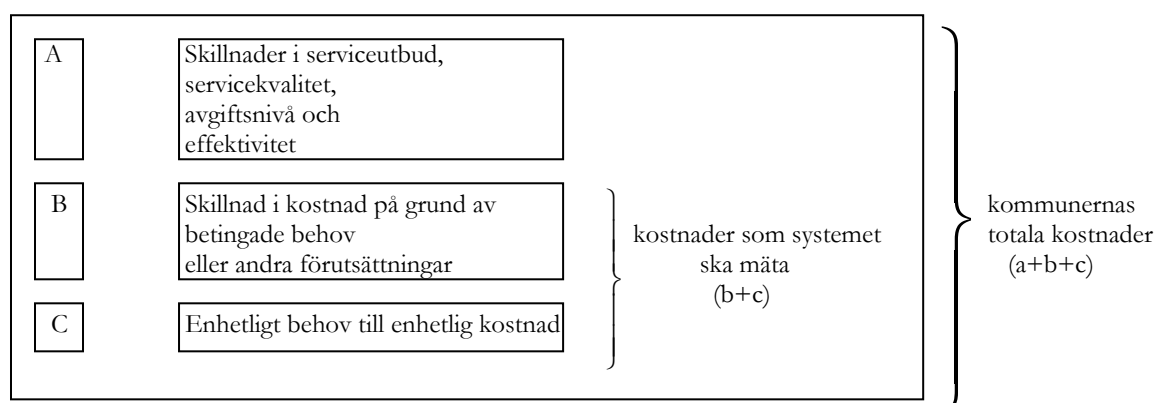 A
Skillnader i serviceutbud,
servicekvalitet,
avgiftsnivå och
effektivitet
B
Skillnad i kostnad på grund av
betingade behov
eller andra förutsättningar
C
Enhetligt behov till enhetlig kostnad
kostnader som systemet
ska mäta
(b+c)
kommunernas
totala kostnader
(a+b+c)